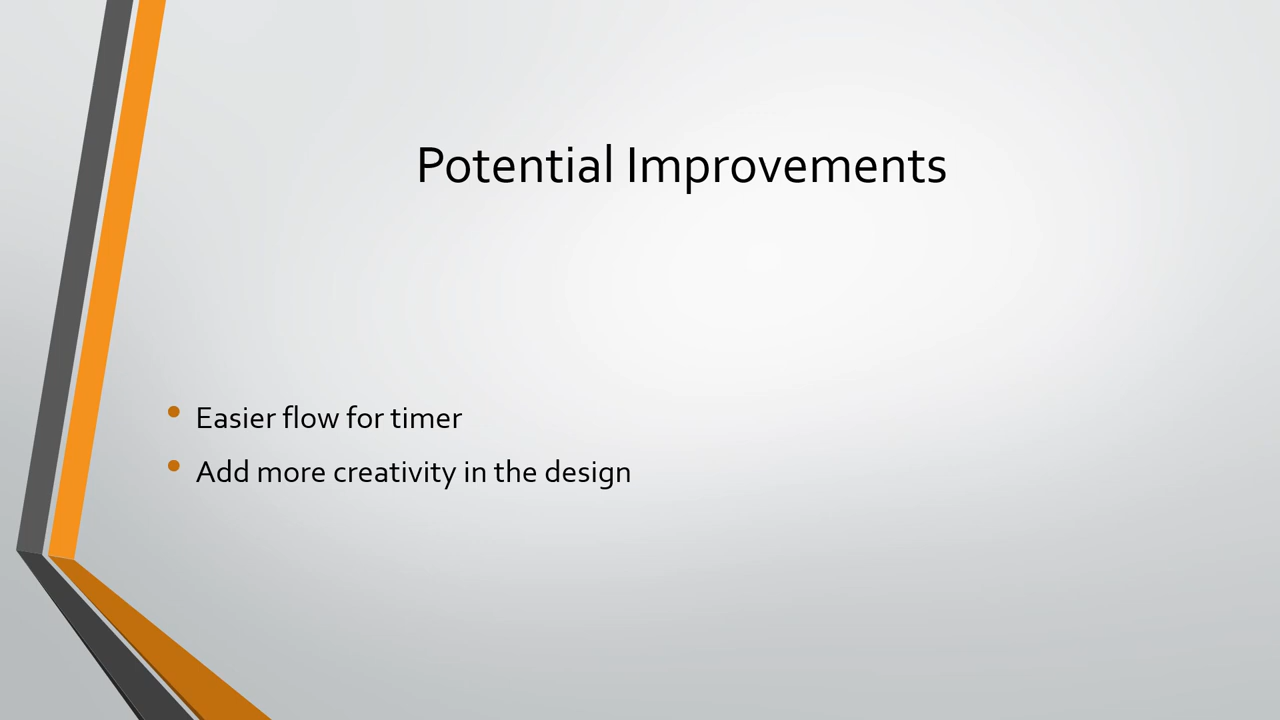 Potential Improvements
• Easier flow for timer
• Add more creativity in the design